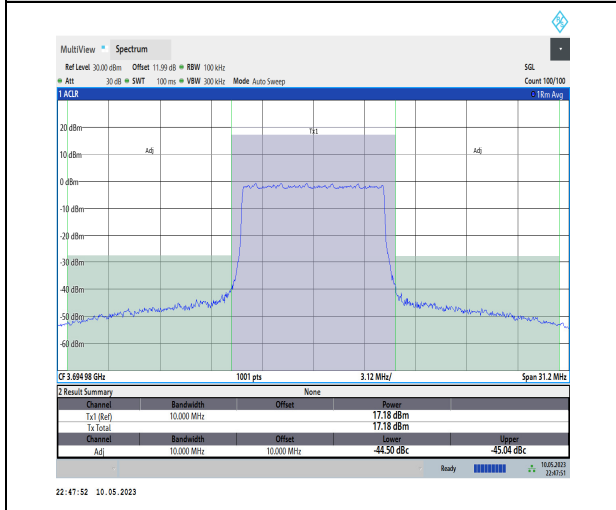 MultiView Spectrum
Ref Level 30.00 dBm Offset 11.99 dB RBW 100 kHz SGL
Att 30 dB SWT 100 ms VBW 300 kHz Mode Auto Sweep Count 100/100
1 ACLR 1Rm Avg
20 dBm
Tx1
10 dBm
Adj
Adj
0 dBm
-10 dBm
-20 dBm
-30 dBm
-40 dBm
-50 dBm
-60 dBm
CF 3.694 98 GHz 1001 pts 3.12 MHz/ Span 31.2 MHz
2 Result Summary None
Channel Bandwidth Offset Power
Tx1 (Ref) 10.000 MHz 17.18 dBm
Tx Total 17.18 dBm
Channel Bandwidth Offset Lower Upper
Adj 10.000 MHz 10.000 MHz -44.50 dBc -45.04 dBc
Ready 10.05.2023
22:47:51
22:47:52 10.05.2023